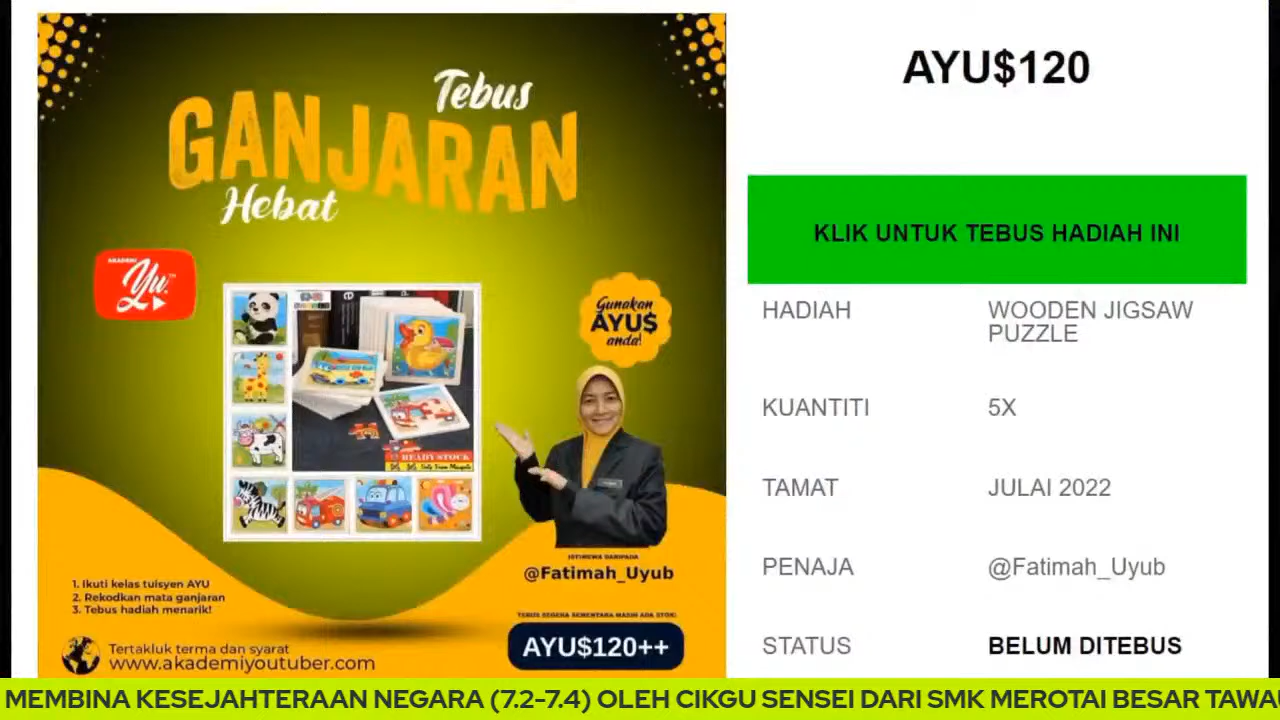 Tebus
GANJARAN
Hebat
AKADEMI
Yu
Gunakan
AYU$
anda!
READY STOCK
ISTIMEWA DARIPADA
@Fatimah_Uyub
1. Ikuti kelas tuisyen AYU
2. Rekodkan mata ganjaran
3. Tebus hadiah menarik!
TEBUS SEGERA SEMENTARA MASIH ADA STOK!
AYU$120++
Tertakluk terma dan syarat
www.akademiyoutuber.com
AYU$120
KLIK UNTUK TEBUS HADIAH INI
HADIAH WOODEN JIGSAW
PUZZLE
KUANTITI 5X
TAMAT JULAI 2022
PENAJA @Fatimah_Uyub
STATUS BELUM DITEBUS
MEMBINA KESEJAHTERAAN NEGARA (7.2-7.4) OLEH CIKGU SENSEI DARI SMK MEROTAI BESAR TAWA